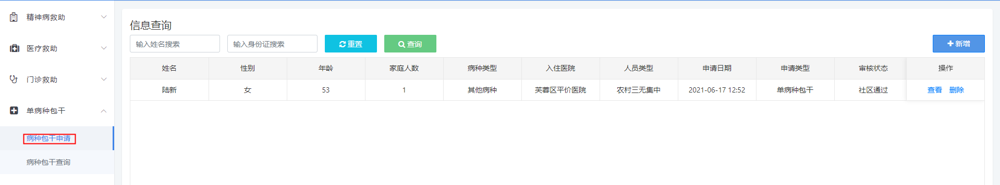 精神病救助
医疗救助
门诊救助
单病种包干
病种包干申请
病种包干查询
信息查询
输入姓名搜索 输入身份证搜索 重置 查询 新增
姓名 性别 年龄 家庭人数 病种类型 入住医院 人员类型 申请日期 申请类型 审核状态 操作
陆新 女 53 1 其他病种 芙蓉区平价医院 农村三无集中 2021-06-17 12:52 单病种包干 社区通过 查看 删除